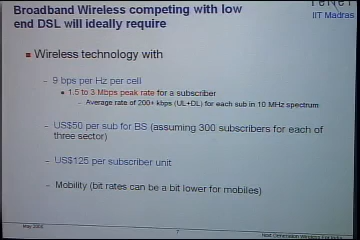 Broadband Wireless competing with low
end DSL will ideally require
IIT Madras
Wireless technology with
– 9 bps per Hz per cell
1.5 to 3 Mbps peak rate for a subscriber
– Average rate of 200+ kbps (UL+DL) for each sub in 10 MHz spectrum
– US$50 per sub for BS (assuming 300 subscribers for each of
three sector)
– US$125 per subscriber unit
– Mobility (bit rates can be a bit lower for mobiles)
May 2005
7